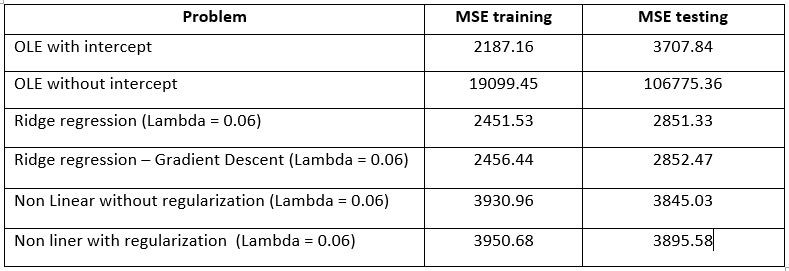 Problem MSE training MSE testing
OLE with intercept 2187.16 3707.84
OLE without intercept 19099.45 106775.36
Ridge regression (Lambda = 0.06) 2451.53 2851.33
Ridge regression – Gradient Descent (Lambda = 0.06) 2456.44 2852.47
Non Linear without regularization (Lambda = 0.06) 3930.96 3845.03
Non liner with regularization  (Lambda = 0.06) 3950.68 3895.58